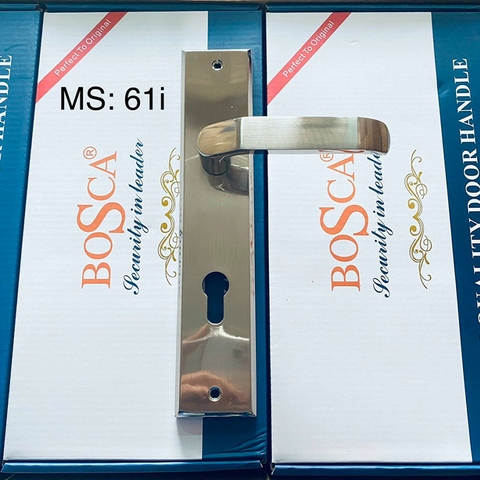 Perfect To Original
Perfect To Original
MS: 61i
BOSCA®
Security in leader
BOSCA®
Security in leader
HANDLE
QUALITY DOOR HANDLE